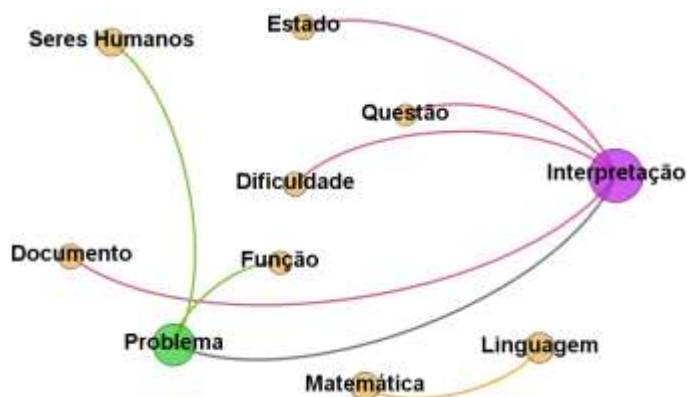 Estado
Seres Humanos
Questão
Interpretação
Dificuldade
Documento
Função
Problema
Linguagem
Matemática